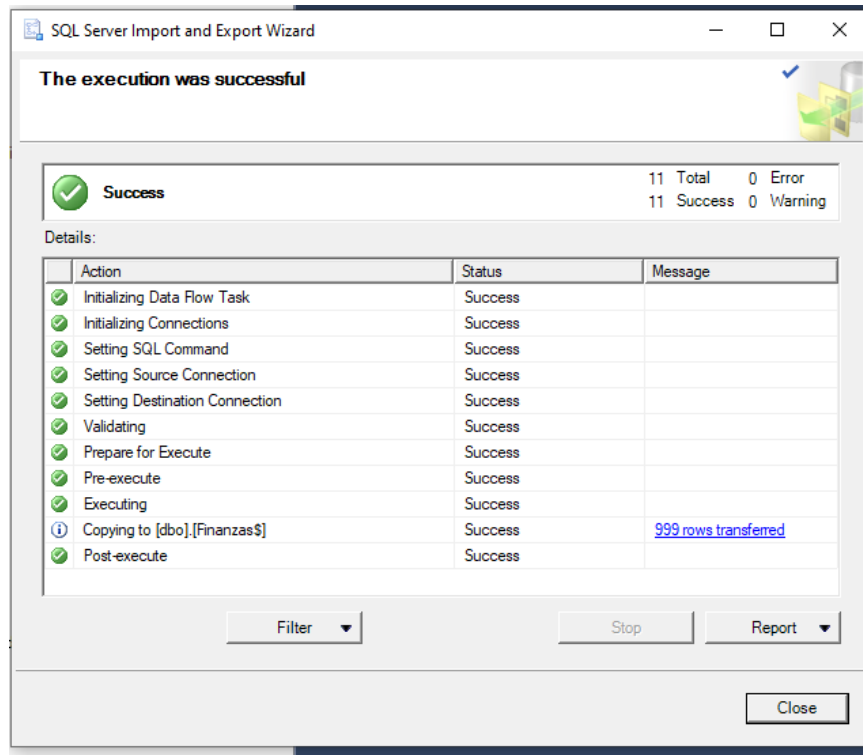 SQL Server Import and Export Wizard
The execution was successful
Success
11 Total 0 Error
11 Success 0 Warning
Details:
Action Status Message
Initializing Data Flow Task Success
Initializing Connections Success
Setting SQL Command Success
Setting Source Connection Success
Setting Destination Connection Success
Validating Success
Prepare for Execute Success
Pre-execute Success
Executing Success
Copying to [dbo].[Finanzas$] Success 999 rows transferred
Post-execute Success
Filter Stop Report
Close